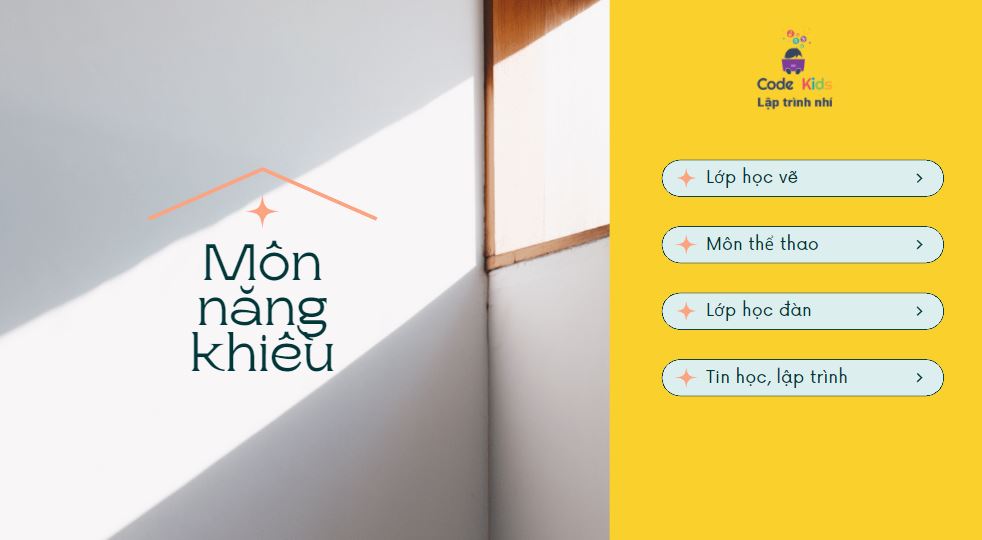 Môn
năng
khiếu
Code Kids
Lập trình nhí
Lớp học vẽ
Môn thể thao
Lớp học đàn
Tin học, lập trình